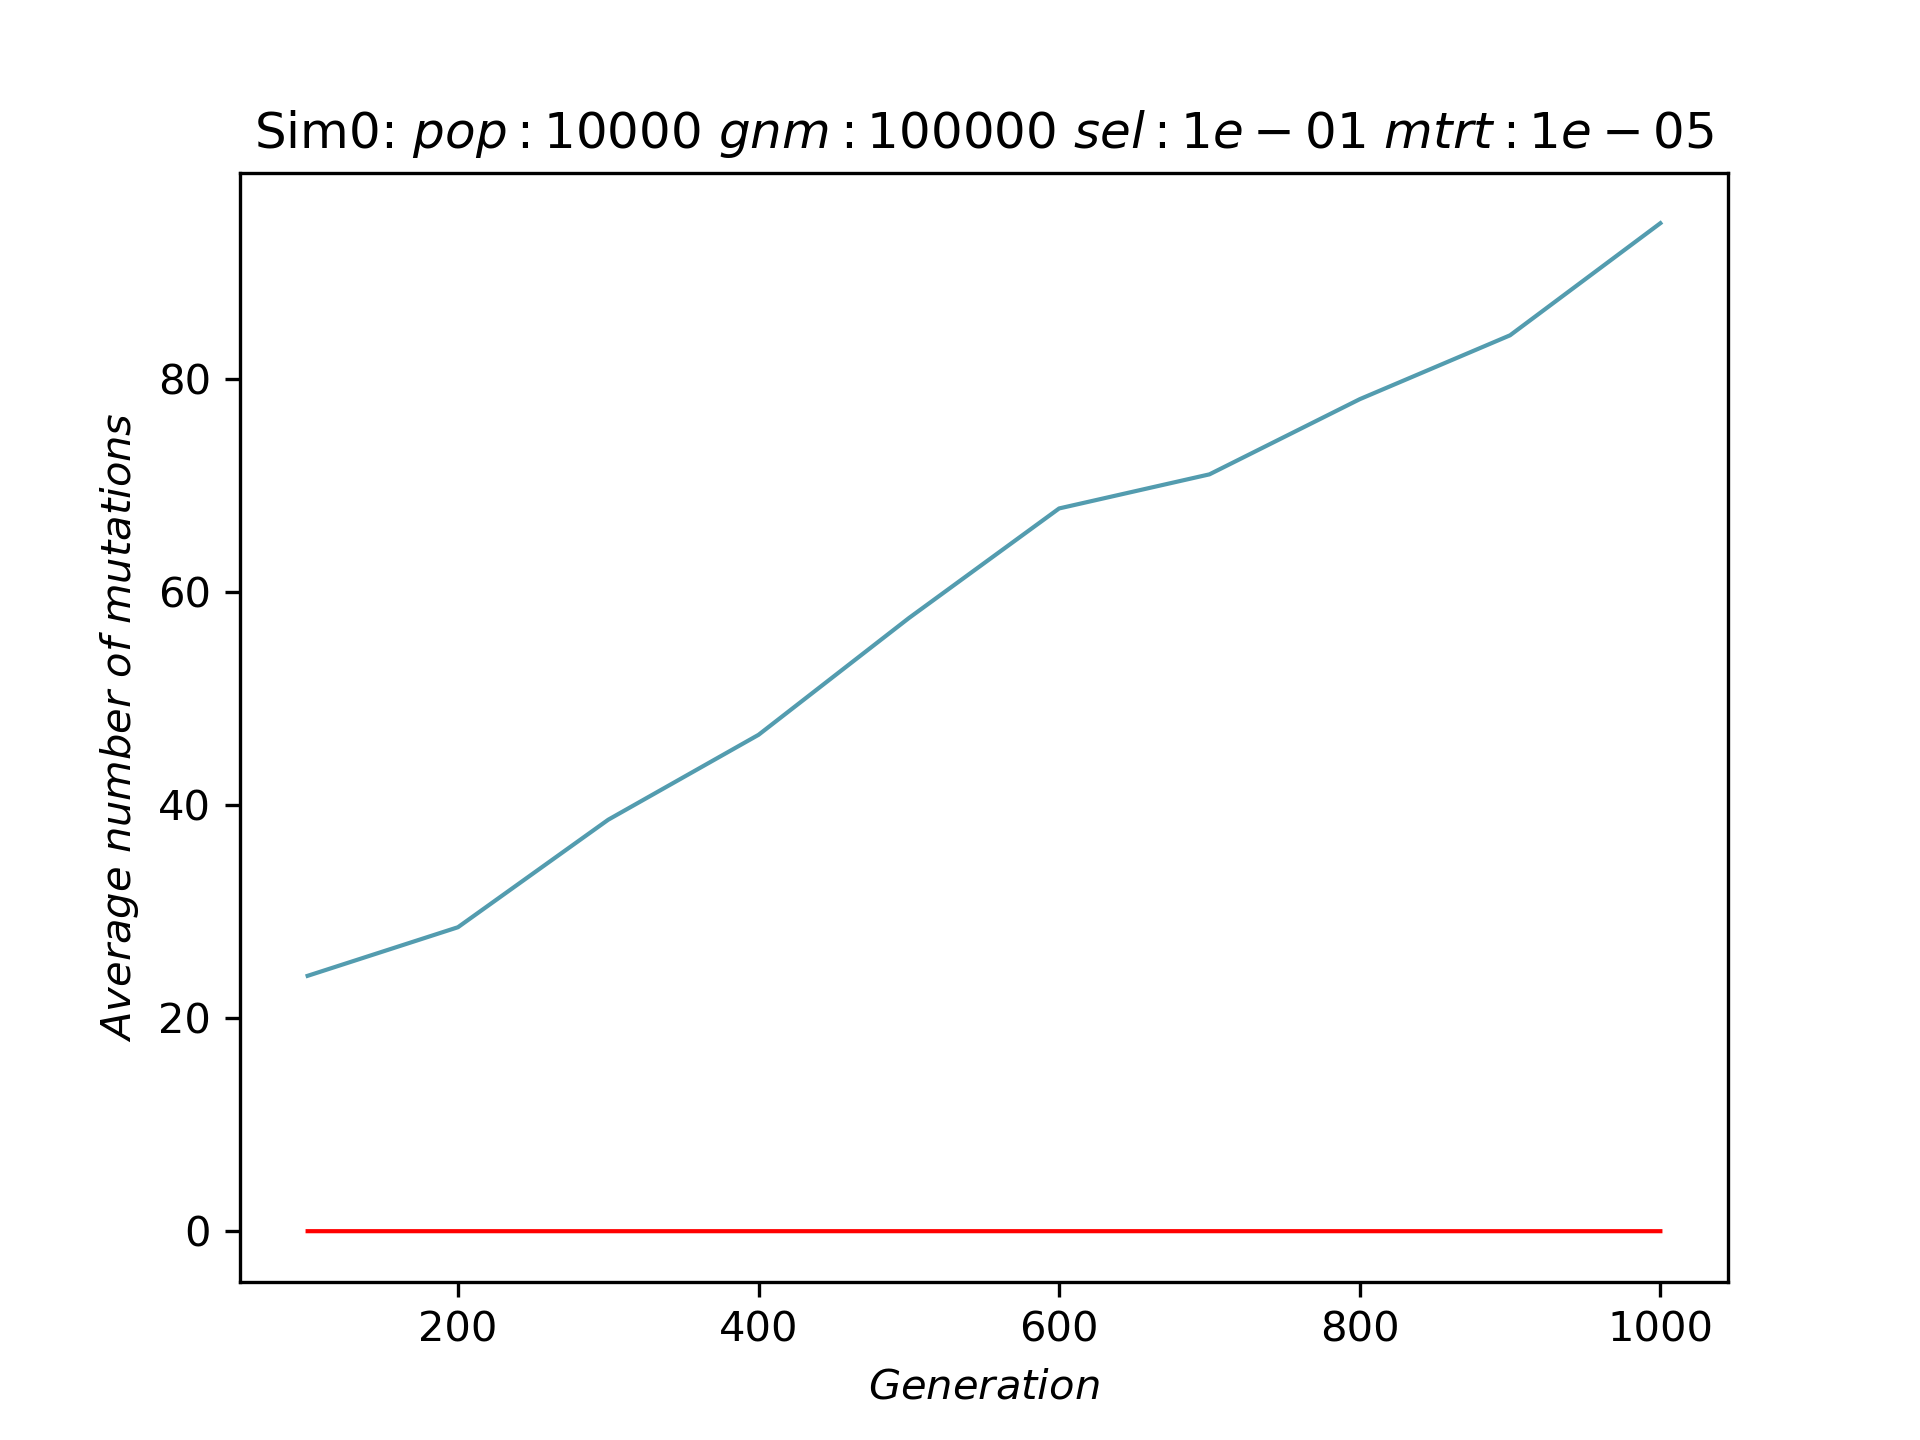 Sim0: pop : 10000 gnm : 100000 sel : 1e − 01 mtrt : 1e − 05
Average number of mutations
80
60
40
20
0
200 400 600 800 1000
Generation